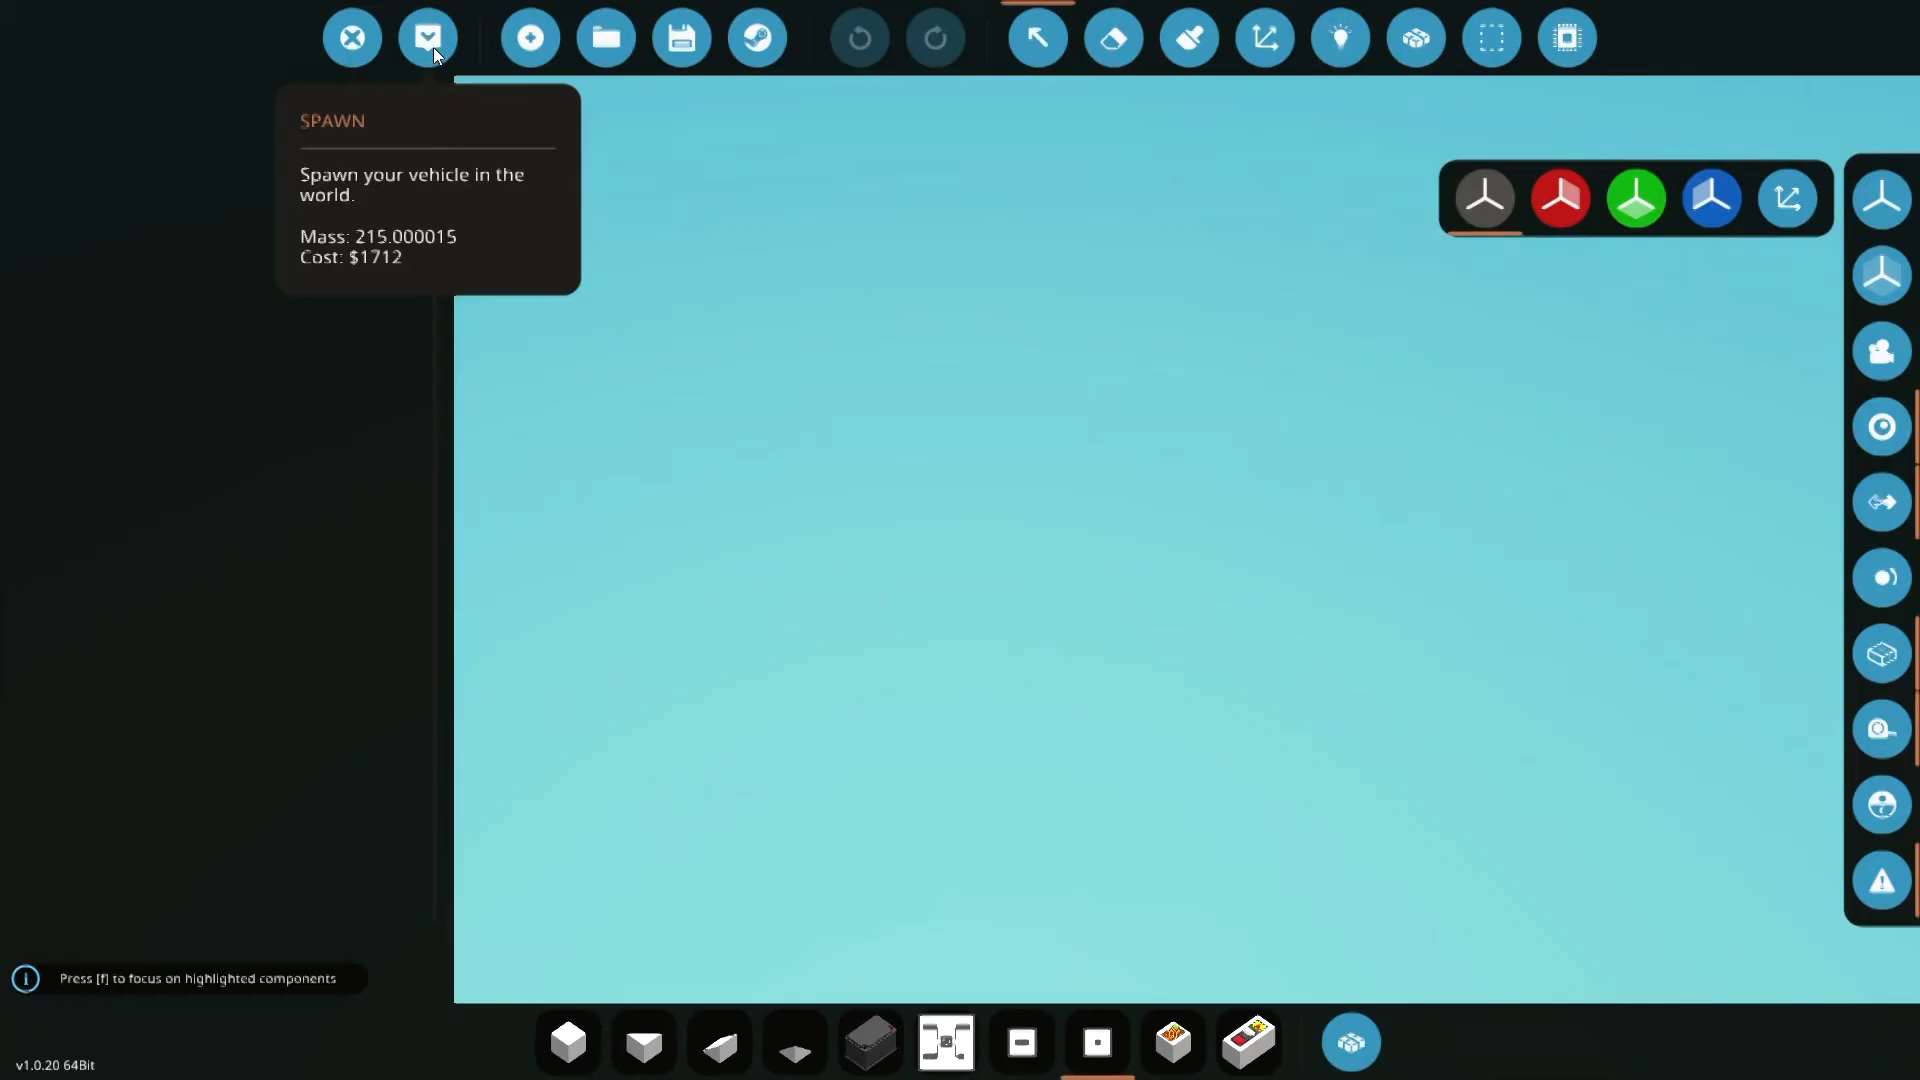 SPAWN
Spawn your vehicle in the
world.
Mass: 215.000015
Cost: $1712
Press [f] to focus on highlighted components
v1.0.20 64Bit